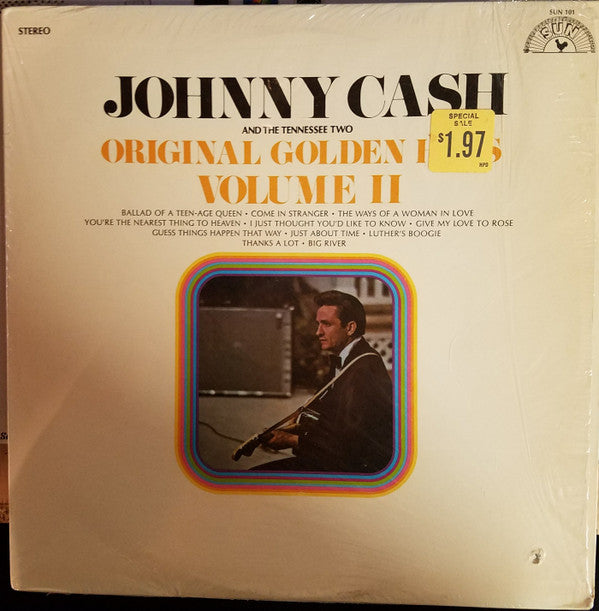 STEREO
SUN 101
SUN
JOHNNY CASH
AND THE TENNESSEE TWO
SPECIAL
SALE
$1.97
HPD
ORIGINAL GOLDEN
VOLUME II
BALLAD OF A TEEN-AGE QUEEN • COME IN STRANGER • THE WAYS OF A WOMAN IN LOVE
YOU'RE THE NEAREST THING TO HEAVEN • I JUST THOUGHT YOU'D LIKE TO KNOW • GIVE MY LOVE TO ROSE
GUESS THINGS HAPPEN THAT WAY • JUST ABOUT TIME • LUTHER'S BOOGIE
THANKS A LOT • BIG RIVER